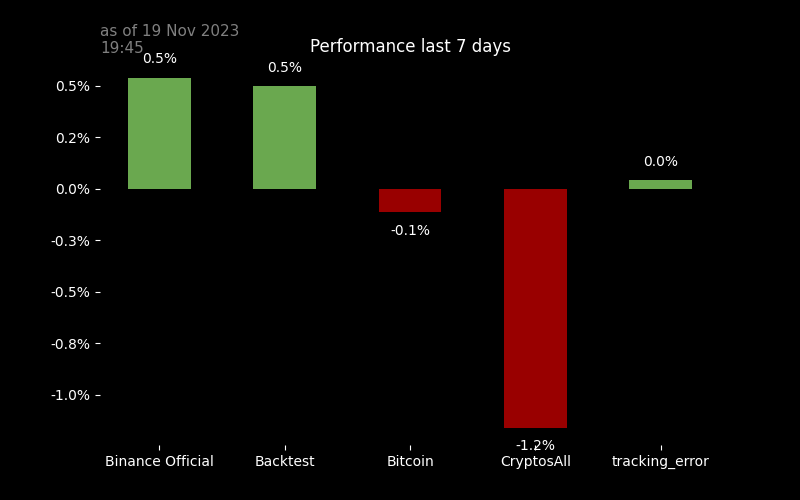 as of 19 Nov 2023
19:45
Performance last 7 days
0.5%
0.5%
0.5%
0.2%
0.0%
0.0%
-0.1%
-0.3%
-0.5%
-0.8%
-1.0%
-1.2%
Binance Official
Backtest
Bitcoin
CryptosAll
tracking_error